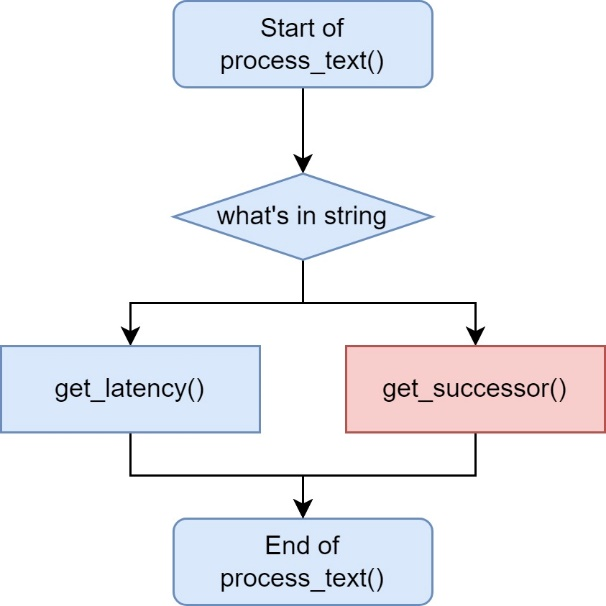 Start of
process_text()
what's in string
get_latency()
get_successor()
End of
process_text()